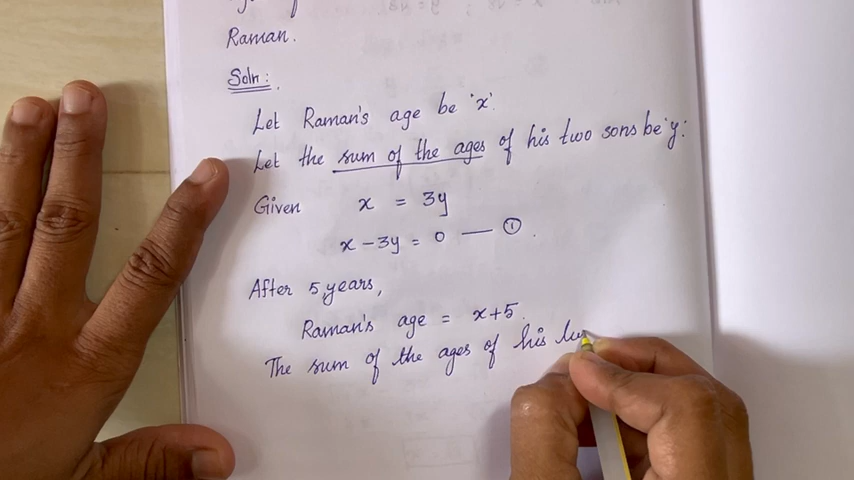 Raman.
Soln:
Let Raman's age be 'x'.
Let the sum of the ages of his two sons be 'y'.
Given x = 3y
x - 3y = 0 — ①.
After 5 years,
Raman's age = x+5.
The sum of the ages of his